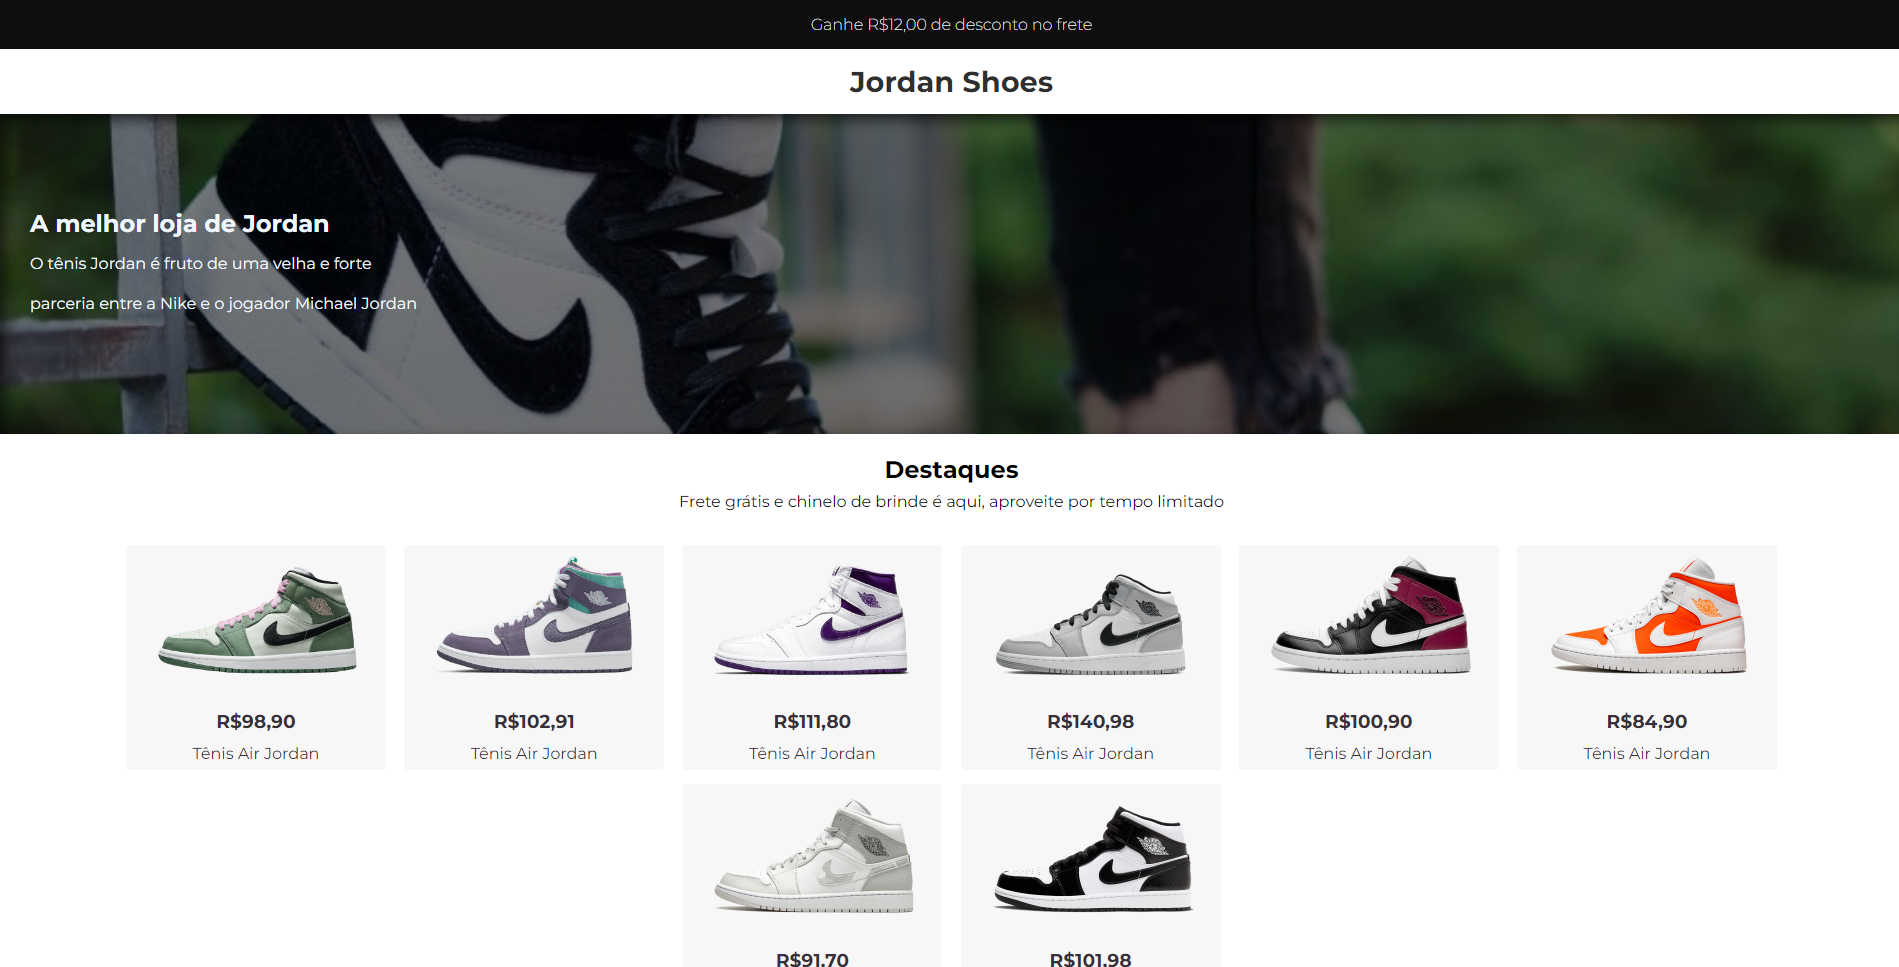 Ganhe R$12,00 de desconto no frete
Jordan Shoes
A melhor loja de Jordan
O tênis Jordan é fruto de uma velha e forte
parceria entre a Nike e o jogador Michael Jordan
Destaques
Frete grátis e chinelo de brinde é aqui, aproveite por tempo limitado
R$98,90
Tênis Air Jordan
R$102,91
Tênis Air Jordan
R$111,80
Tênis Air Jordan
R$140,98
Tênis Air Jordan
R$100,90
Tênis Air Jordan
R$84,90
Tênis Air Jordan
R$91,70
R$101,98